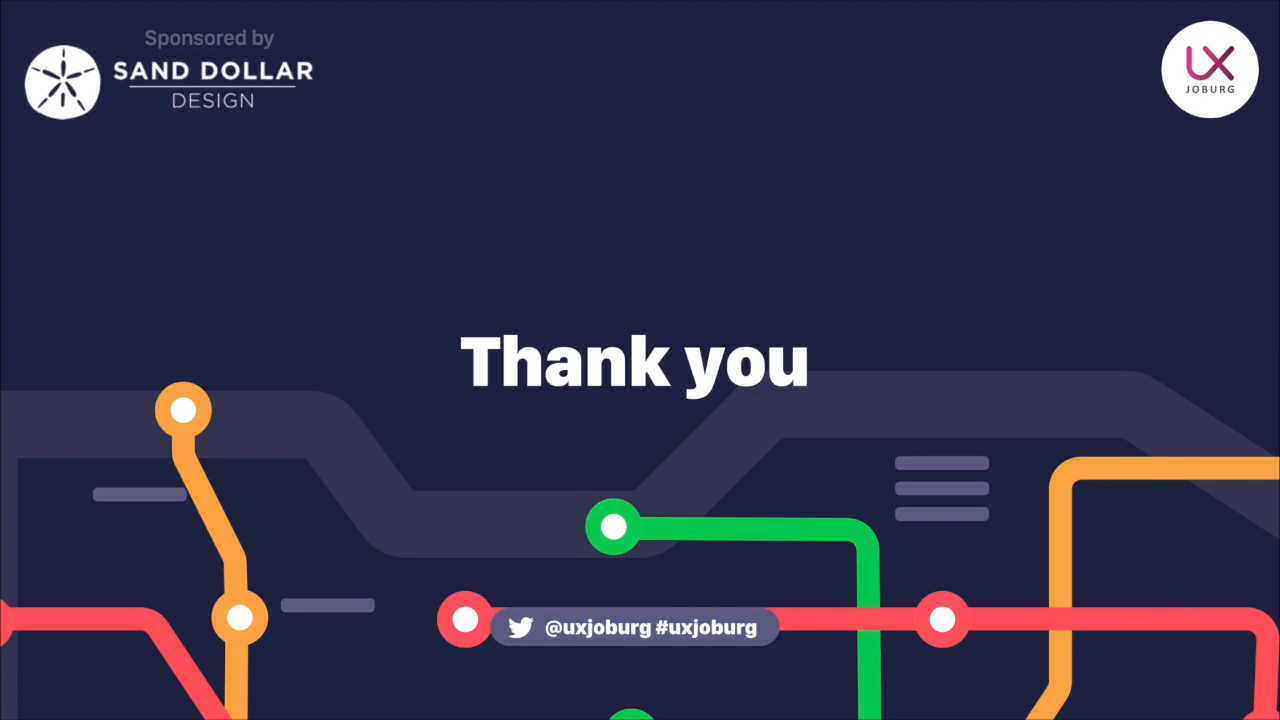 Sponsored by
SAND DOLLAR
DESIGN
UX
JOBURG
Thank you
@uxjoburg #uxjoburg